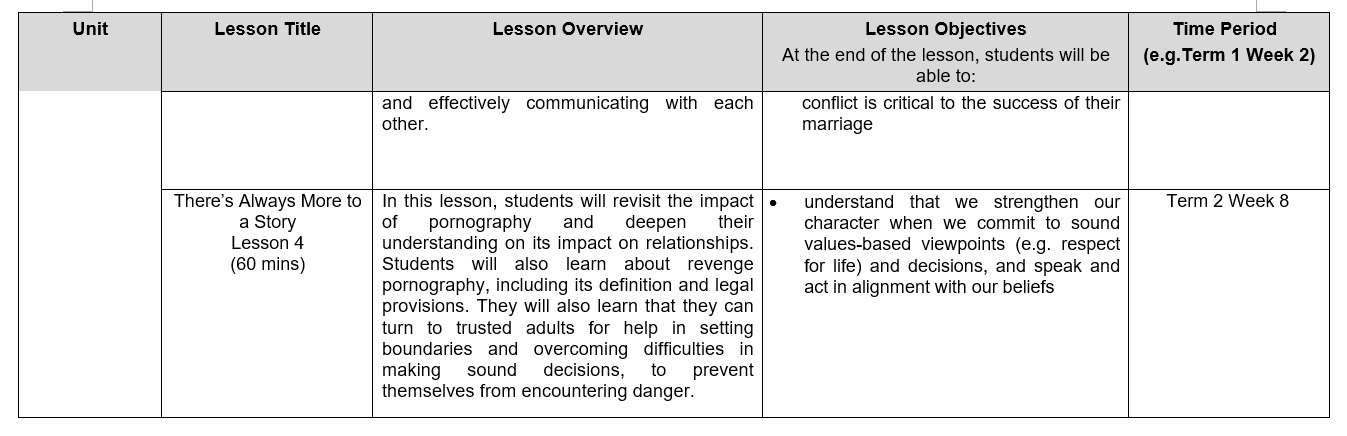 Unit
Lesson Title
Lesson Overview
Lesson Objectives
At the end of the lesson, students will be
able to:
Time Period
(e.g.Term 1 Week 2)
and effectively communicating with each
other.
conflict is critical to the success of their
marriage
There’s Always More to
a Story
Lesson 4
(60 mins)
In this lesson, students will revisit the impact
of pornography and deepen their
understanding on its impact on relationships.
Students will also learn about revenge
pornography, including its definition and legal
provisions. They will also learn that they can
turn to trusted adults for help in setting
boundaries and overcoming difficulties in
making sound decisions, to prevent
themselves from encountering danger.
• understand that we strengthen our
character when we commit to sound
values-based viewpoints (e.g. respect
for life) and decisions, and speak and
act in alignment with our beliefs
Term 2 Week 8